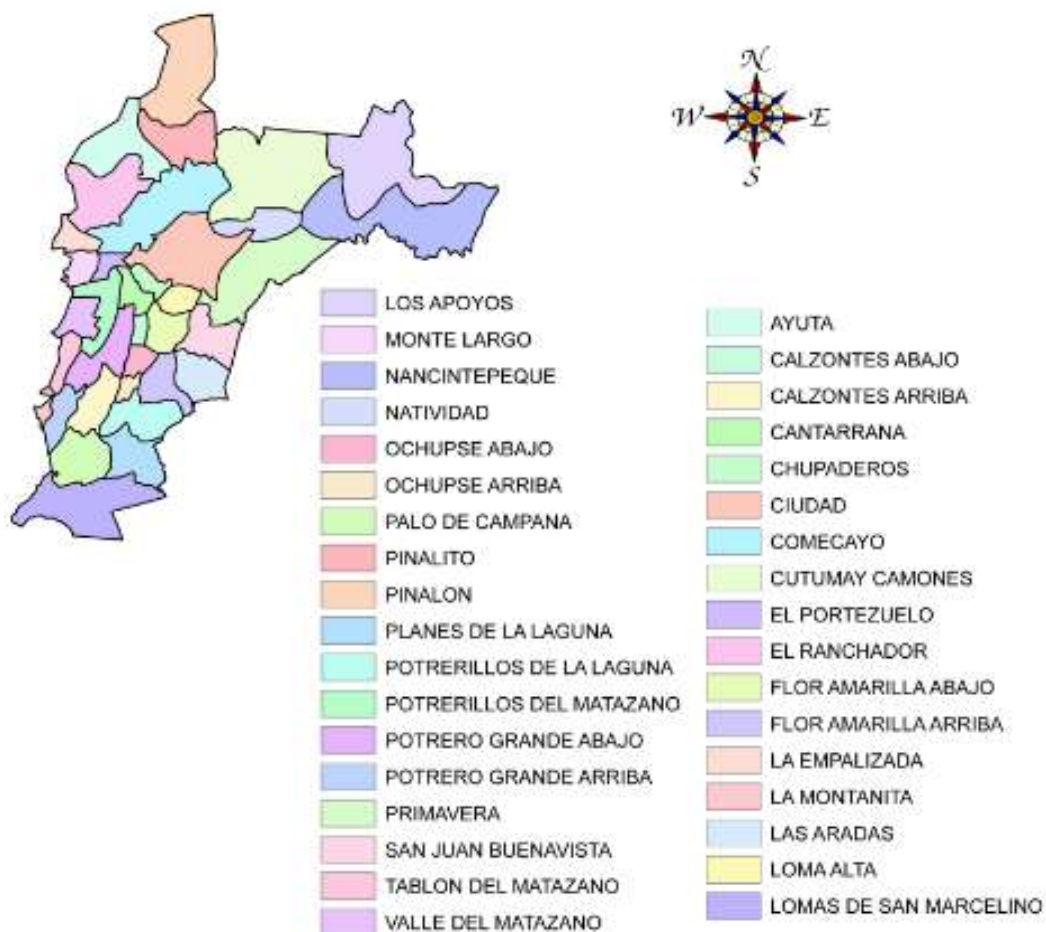 N
W E
S
LOS APOYOS
MONTE LARGO
NANCINTEPEQUE
NATIVIDAD
OCHUPSE ABAJO
OCHUPSE ARRIBA
PALO DE CAMPANA
PINALITO
PINALON
PLANES DE LA LAGUNA
POTRERILLOS DE LA LAGUNA
POTRERILLOS DEL MATAZANO
POTRERO GRANDE ABAJO
POTRERO GRANDE ARRIBA
PRIMAVERA
SAN JUAN BUENAVISTA
TABLON DEL MATAZANO
VALLE DEL MATAZANO
AYUTA
CALZONTES ABAJO
CALZONTES ARRIBA
CANTARRANA
CHUPADEROS
CIUDAD
COMECAYO
CUTUMAY CAMONES
EL PORTEZUELO
EL RANCHADOR
FLOR AMARILLA ABAJO
FLOR AMARILLA ARRIBA
LA EMPALIZADA
LA MONTANITA
LAS ARADAS
LOMA ALTA
LOMAS DE SAN MARCELINO